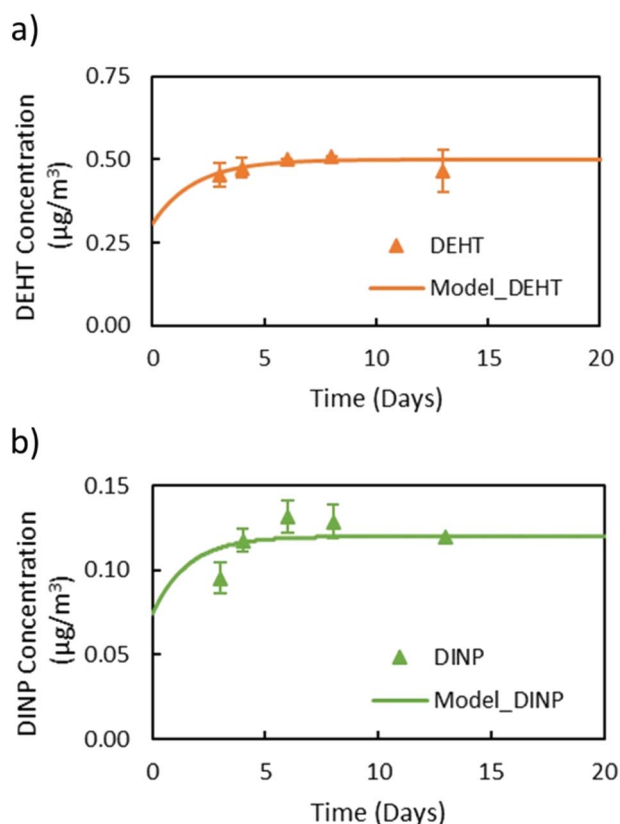 a)
0.75
0.50
0.25
0.00
DEHT Concentration
(µg/m³)
DEHT
Model_DEHT
0 5 10 15 20
Time (Days)
b)
0.15
0.10
0.05
0.00
DINP Concentration
(µg/m³)
DINP
Model_DINP
0 5 10 15 20
Time (Days)